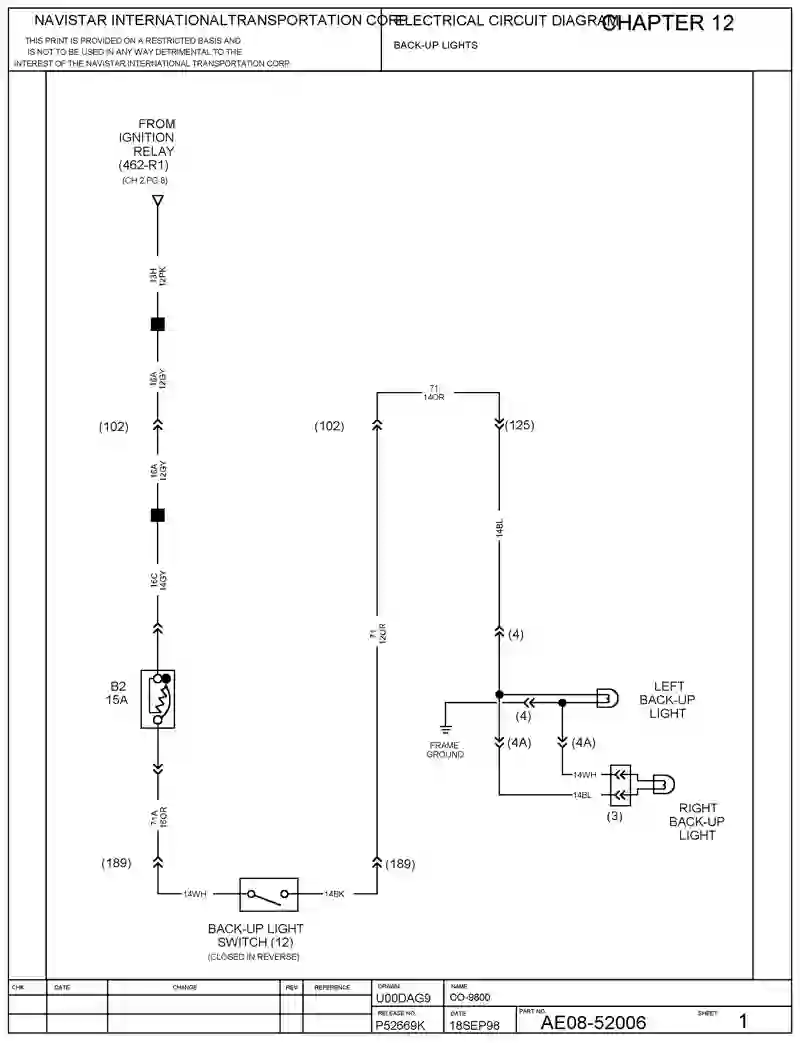 NAVISTAR INTERNATIONALTRANSPORTATION CORP.
ELECTRICAL CIRCUIT DIAGRAM
CHAPTER 12
THIS PRINT IS PROVIDED ON A RESTRICTED BASIS AND
IS NOT TO BE USED IN ANY WAY DETRIMENTAL TO THE
INTEREST OF THE NAVISTAR INTERNATIONAL TRANSPORTATION CORP.
BACK-UP LIGHTS
FROM
IGNITION
RELAY
(462-R1)
(CH 2 PG 8)
13H
12PK
16A
12GY
71
14OR
(102)
(102)
(125)
16A
12GY
14BL
16C
14GY
71
12OR
(4)
B2
15A
LEFT
BACK-UP
LIGHT
(4)
FRAME
GROUND
(4A)
(4A)
14WH
14BL
(3)
RIGHT
BACK-UP
LIGHT
71A
16OR
(189)
(189)
14WH
14BK
BACK-UP LIGHT
SWITCH (12)
(CLOSED IN REVERSE)
CHK
DATE
CHANGE
REV
REFERENCE
DRAWN
U00DAG9
NAME
CO-9800
RELEASE NO.
P52669K
DATE
18SEP98
PART NO.
AE08-52006
SHEET
1